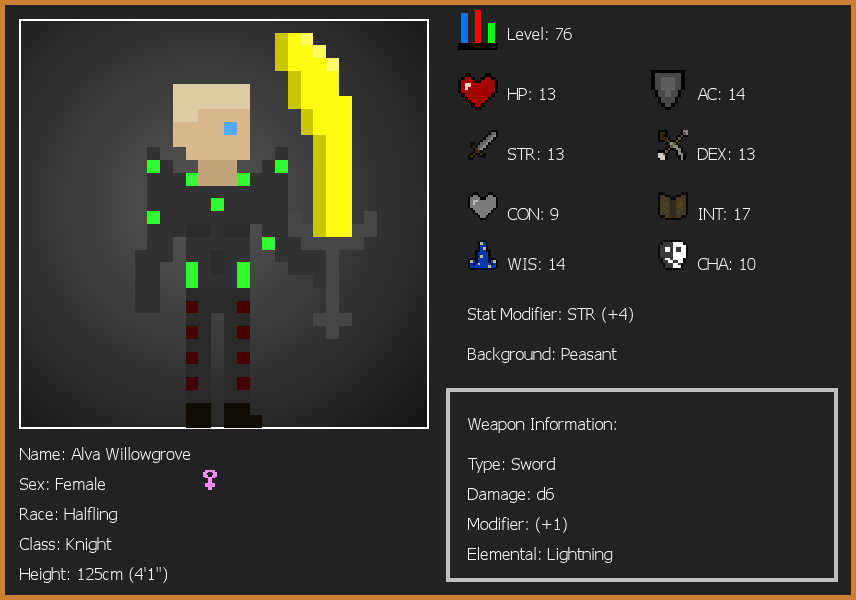 Level: 76
HP: 13
AC: 14
STR: 13
DEX: 13
CON: 9
INT: 17
WIS: 14
CHA: 10
Stat Modifier: STR (+4)
Background: Peasant
Weapon Information:
Type: Sword
Damage: d6
Modifier: (+1)
Elemental: Lightning
Name: Alva Willowgrove
Sex: Female
Race: Halfling
Class: Knight
Height: 125cm (4'1")